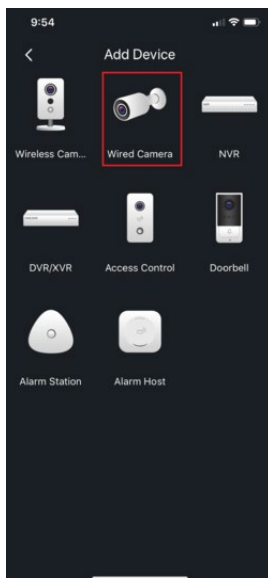 9:54
Add Device
Wireless Cam...
Wired Camera
NVR
DVR/XVR
Access Control
Doorbell
Alarm Station
Alarm Host